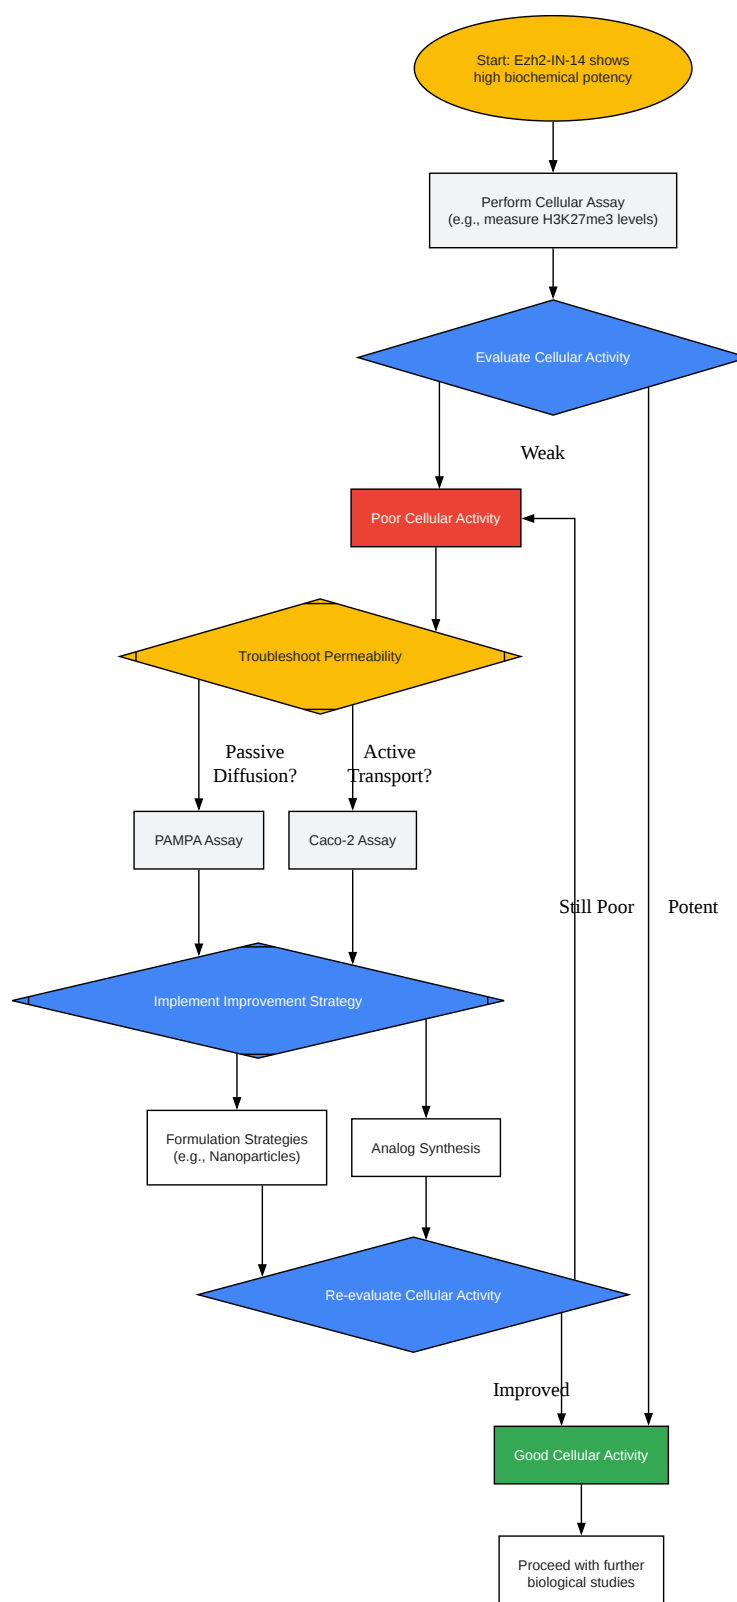 Start: Ezh2-IN-14 shows
high biochemical potency
Perform Cellular Assay
(e.g., measure H3K27me3 levels)
Evaluate Cellular Activity
Weak
Poor Cellular Activity
Troubleshoot Permeability
Passive
Diffusion?
Active
Transport?
PAMPA Assay
Caco-2 Assay
Still Poor
Potent
Implement Improvement Strategy
Formulation Strategies
(e.g., Nanoparticles)
Analog Synthesis
Re-evaluate Cellular Activity
Improved
Good Cellular Activity
Proceed with further
biological studies